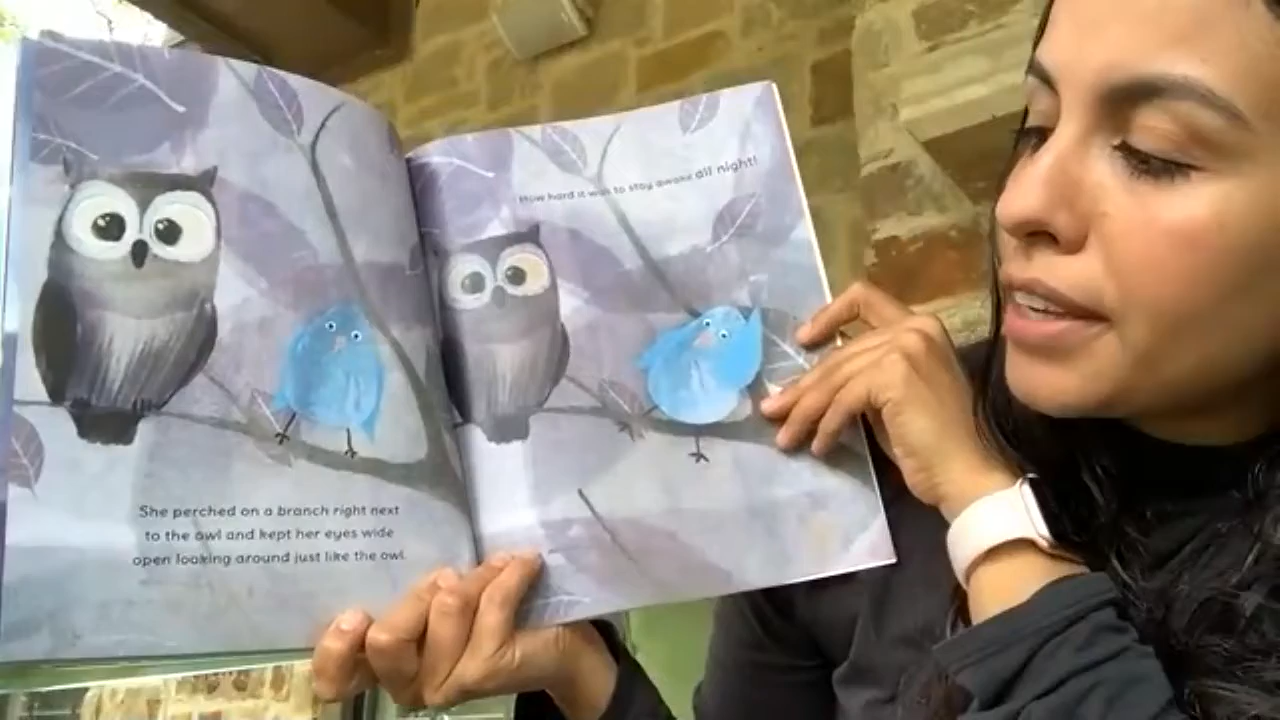 She perched on a branch right next
to the owl and kept her eyes wide
open looking around just like the owl.
How hard it was to stay awake all night!